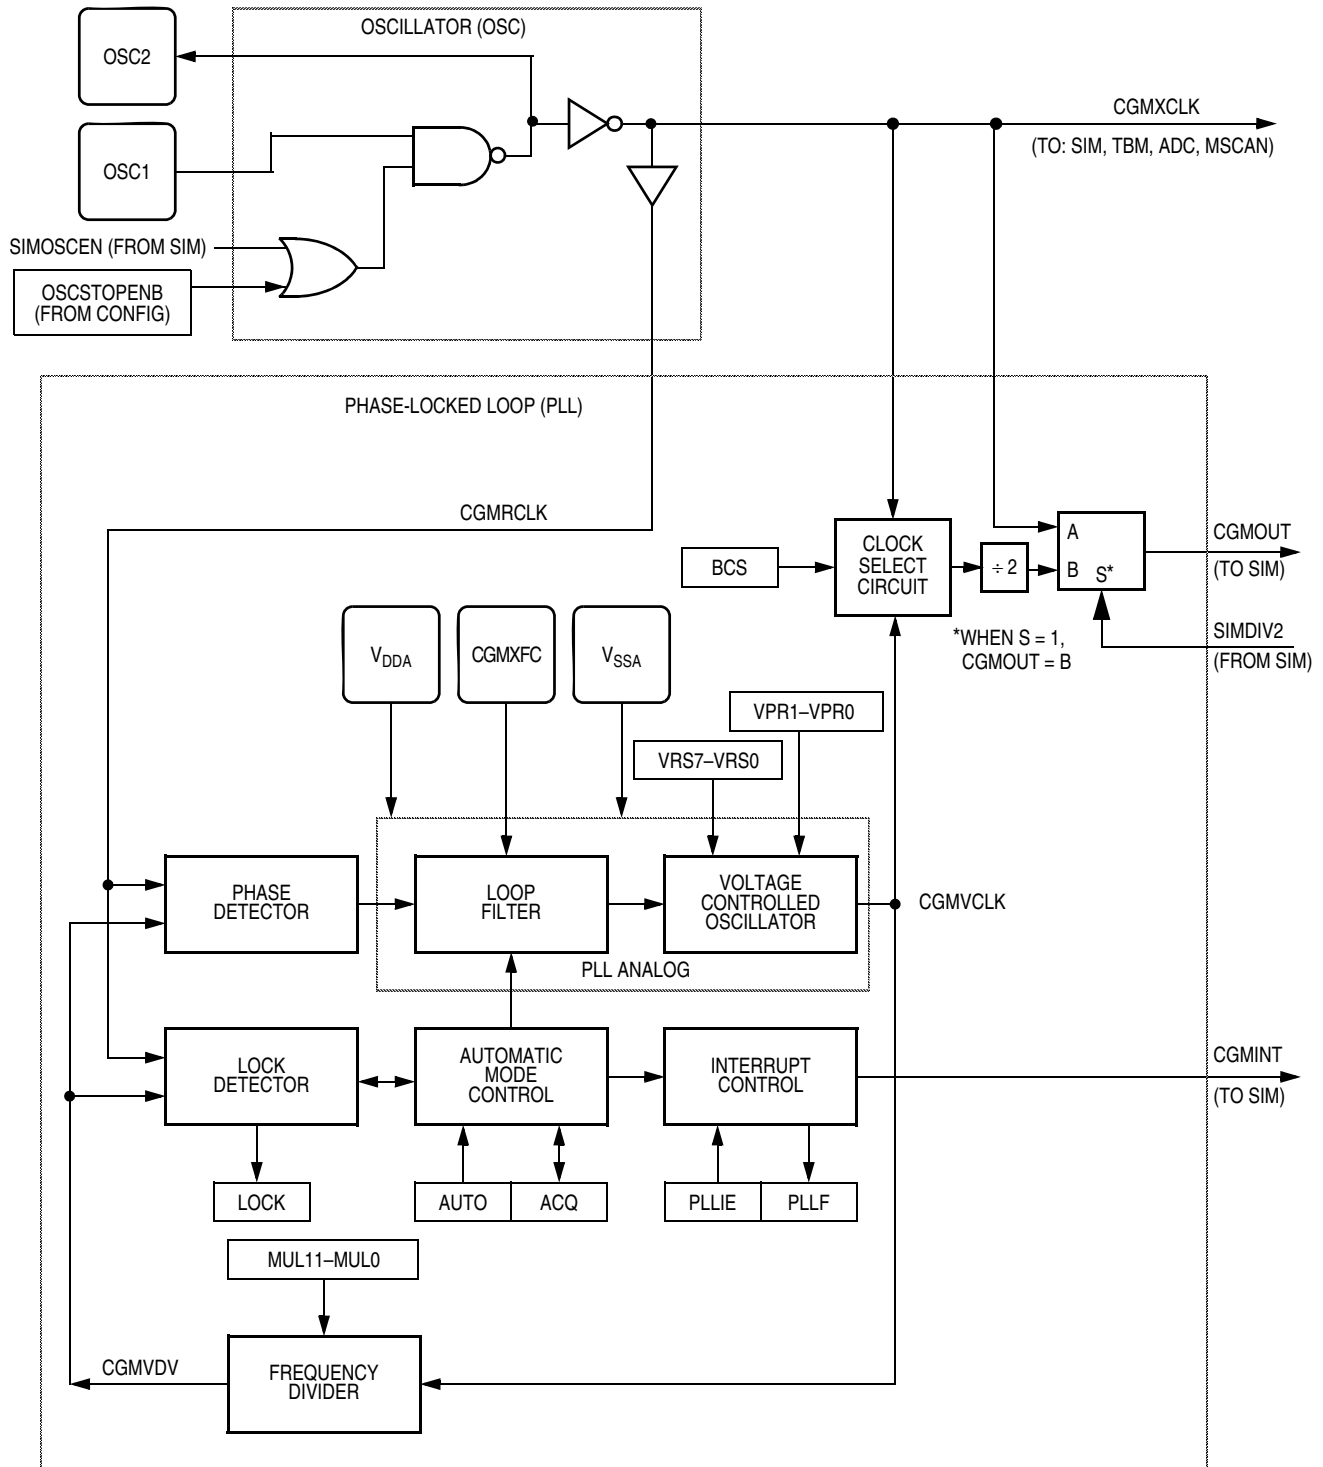 OSCILLATOR (OSC)
OSC2
CGMXCLK
(TO: SIM, TBM, ADC, MSCAN)
OSC1
SIMOSCEN (FROM SIM)
OSCSTOPENB
(FROM CONFIG)
PHASE-LOCKED LOOP (PLL)
CGMRCLK
BCS
CLOCK
SELECT
CIRCUIT
÷ 2
A
B
S*
CGMOUT
(TO SIM)
*WHEN S = 1,
CGMOUT = B
SIMDIV2
(FROM SIM)
VDDA
CGMXFC
VSSA
VPR1–VPR0
VRS7–VRS0
PHASE
DETECTOR
LOOP
FILTER
VOLTAGE
CONTROLLED
OSCILLATOR
CGMVCLK
PLL ANALOG
LOCK
DETECTOR
AUTOMATIC
MODE
CONTROL
INTERRUPT
CONTROL
CGMINT
(TO SIM)
LOCK
AUTO
ACQ
PLLIE
PLLF
MUL11–MUL0
CGMVDV
FREQUENCY
DIVIDER